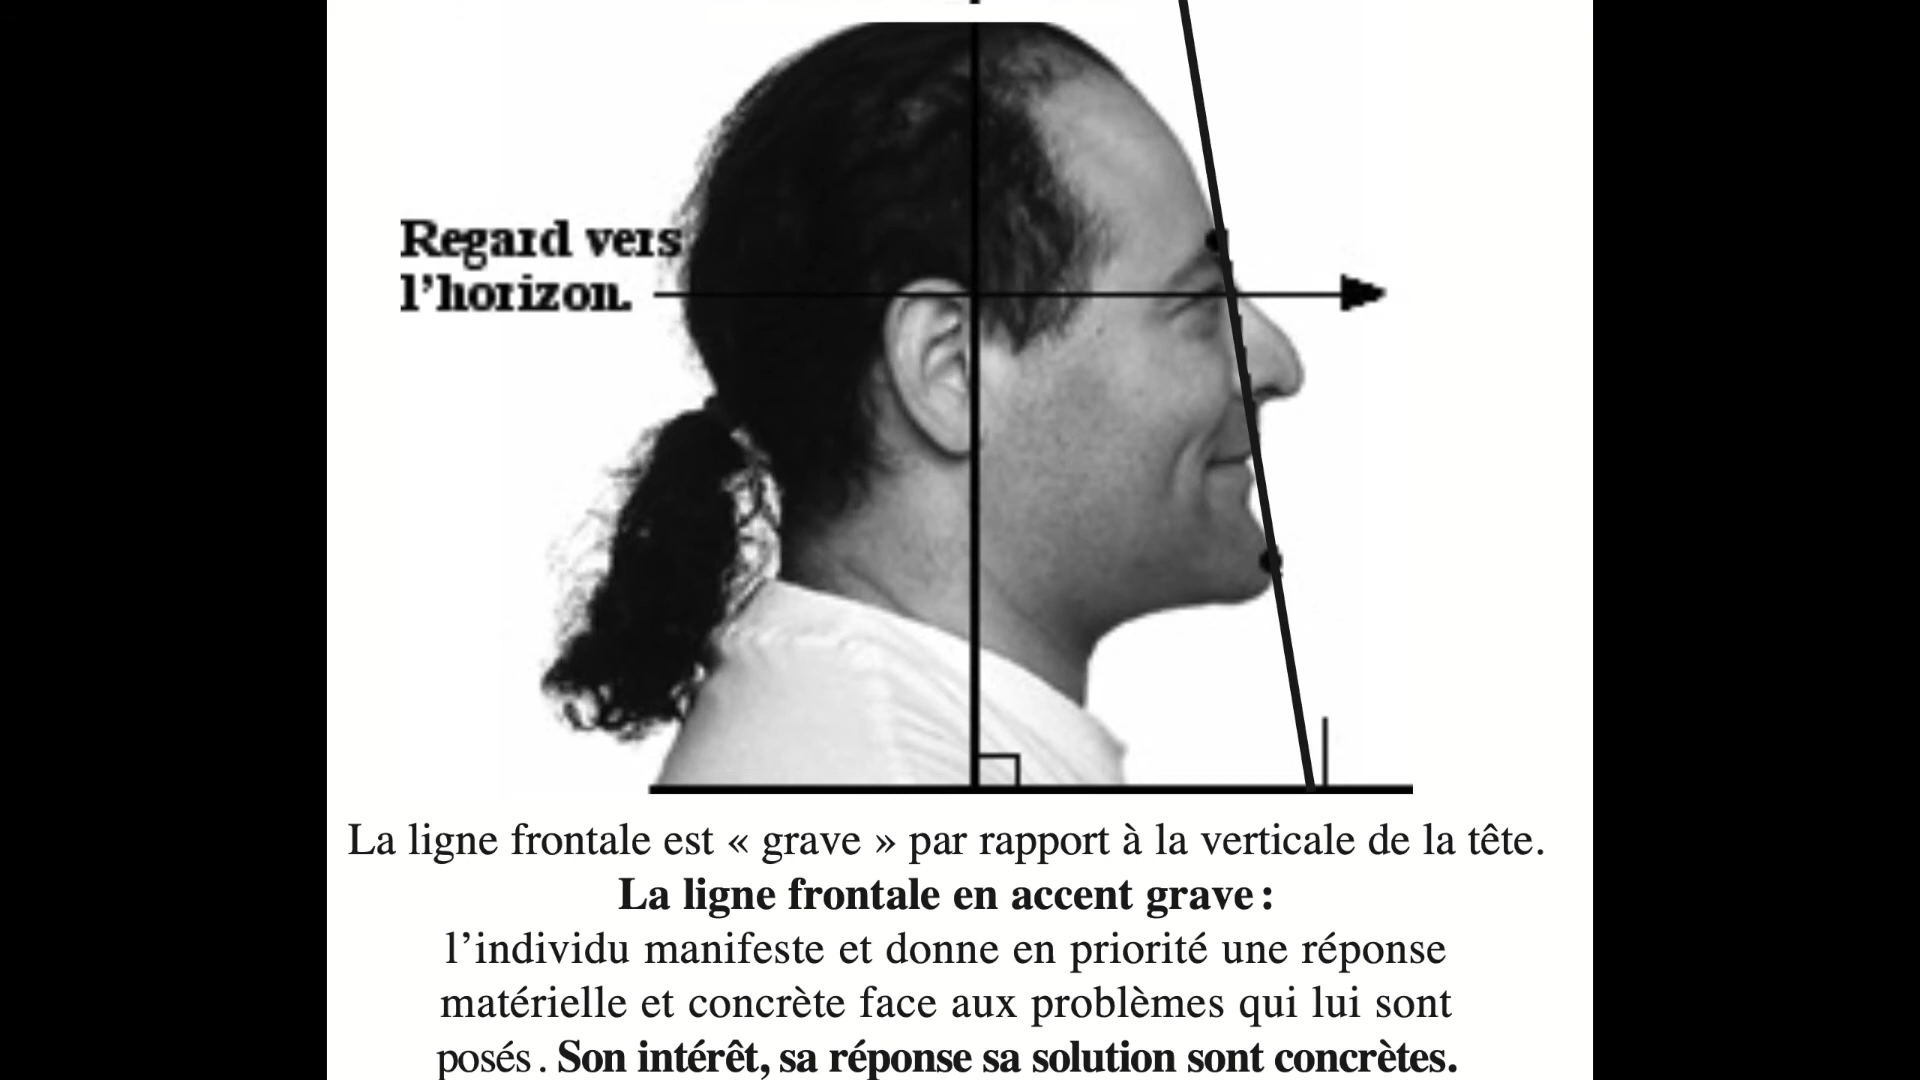 Regard vers
l'horizon.
La ligne frontale est « grave » par rapport à la verticale de la tête.
La ligne frontale en accent grave :
l'individu manifeste et donne en priorité une réponse
matérielle et concrète face aux problèmes qui lui sont
posés. Son intérêt, sa réponse sa solution sont concrètes.